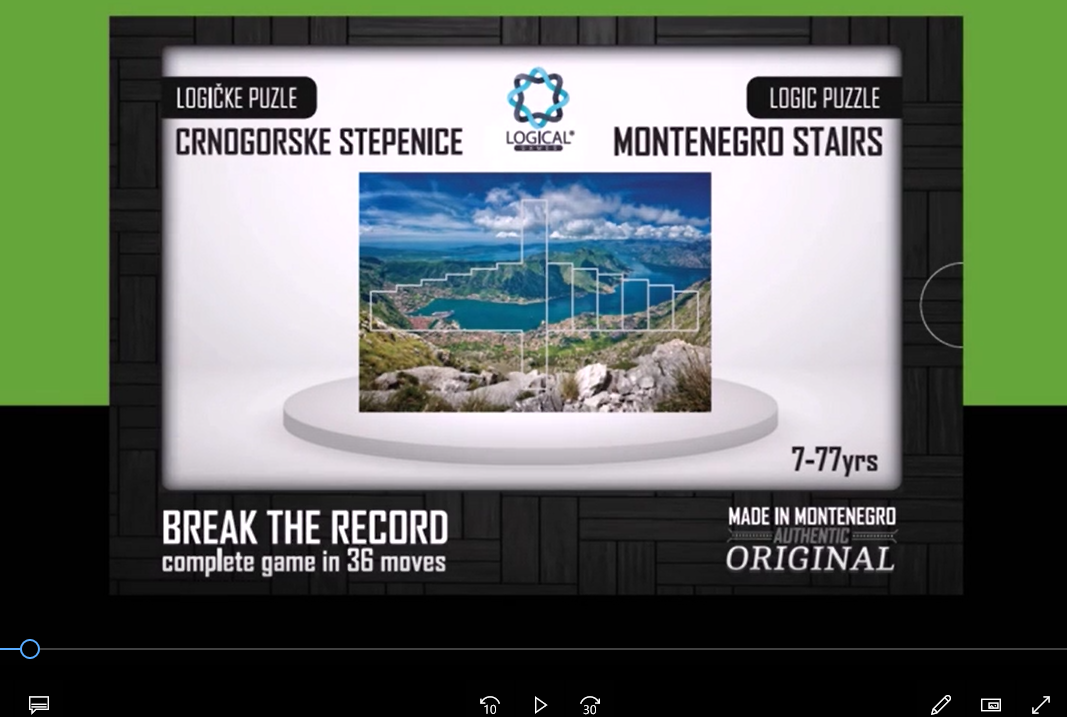 LOGIČKE PUZLE
CRNOGORSKE STEPENICE
LOGICAL®
GAMES
LOGIC PUZZLE
MONTENEGRO STAIRS
7-77yrs
BREAK THE RECORD
complete game in 36 moves
MADE IN MONTENEGRO
AUTHENTIC
ORIGINAL
10
30